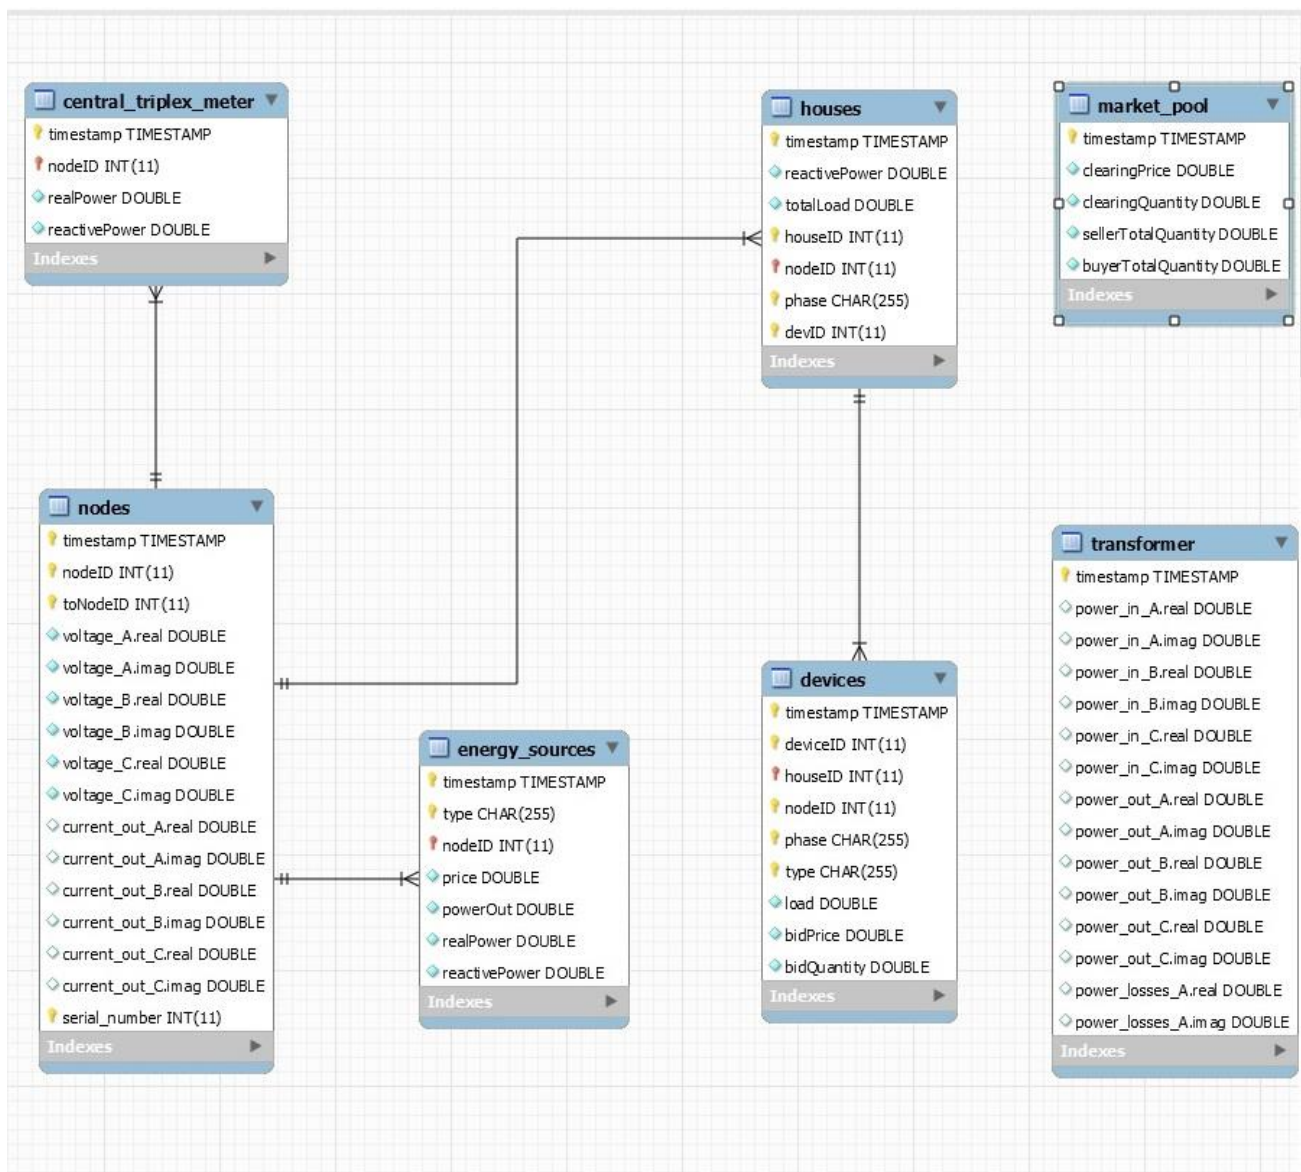 central_triplex_meter
timestamp TIMESTAMP
nodeID INT(11)
realPower DOUBLE
reactivePower DOUBLE
Indexes
houses
timestamp TIMESTAMP
reactivePower DOUBLE
totalLoad DOUBLE
houseID INT(11)
nodeID INT(11)
phase CHAR(255)
devID INT(11)
Indexes
market_pool
timestamp TIMESTAMP
clearingPrice DOUBLE
clearingQuantity DOUBLE
sellerTotalQuantity DOUBLE
buyerTotalQuantity DOUBLE
Indexes
nodes
timestamp TIMESTAMP
nodeID INT(11)
toNodeID INT(11)
voltage_A.real DOUBLE
voltage_A.imag DOUBLE
voltage_B.real DOUBLE
voltage_B.imag DOUBLE
voltage_C.real DOUBLE
voltage_C.imag DOUBLE
current_out_A.real DOUBLE
current_out_A.imag DOUBLE
current_out_B.real DOUBLE
current_out_B.imag DOUBLE
current_out_C.real DOUBLE
current_out_C.imag DOUBLE
serial_number INT(11)
Indexes
energy_sources
timestamp TIMESTAMP
type CHAR(255)
nodeID INT(11)
price DOUBLE
powerOut DOUBLE
realPower DOUBLE
reactivePower DOUBLE
Indexes
devices
timestamp TIMESTAMP
deviceID INT(11)
houseID INT(11)
nodeID INT(11)
phase CHAR(255)
type CHAR(255)
load DOUBLE
bidPrice DOUBLE
bidQuantity DOUBLE
Indexes
transformer
timestamp TIMESTAMP
power_in_A.real DOUBLE
power_in_A.imag DOUBLE
power_in_B.real DOUBLE
power_in_B.imag DOUBLE
power_in_C.real DOUBLE
power_in_C.imag DOUBLE
power_out_A.real DOUBLE
power_out_A.imag DOUBLE
power_out_B.real DOUBLE
power_out_B.imag DOUBLE
power_out_C.real DOUBLE
power_out_C.imag DOUBLE
power_losses_A.real DOUBLE
power_losses_A.imag DOUBLE
Indexes